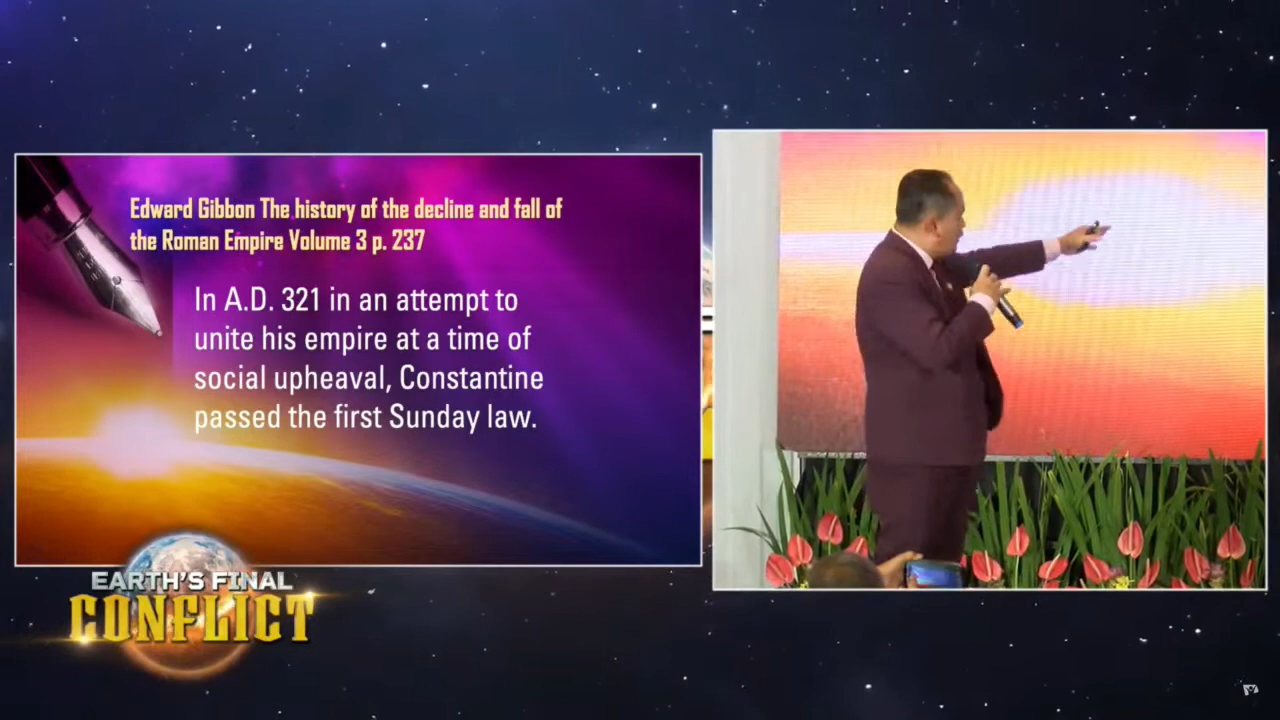 Edward Gibbon The history of the decline and fall of
the Roman Empire Volume 3 p. 237
In A.D. 321 in an attempt to
unite his empire at a time of
social upheaval, Constantine
passed the first Sunday law.
EARTH'S FINAL
CONFLICT